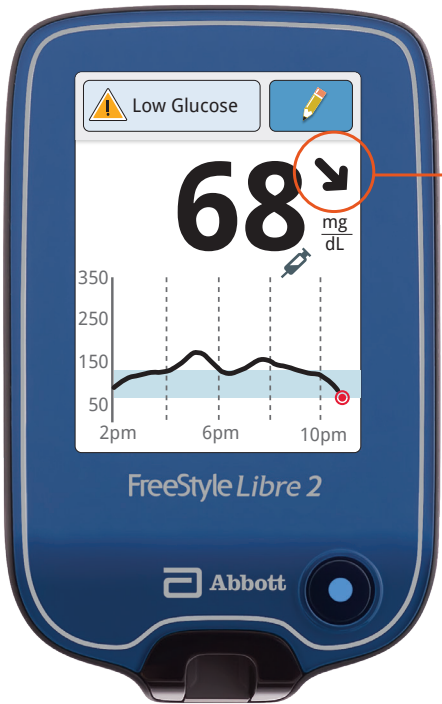 Low Glucose
68
mg
dL
350
250
150
50
2pm 6pm 10pm
FreeStyle Libre 2
Abbott